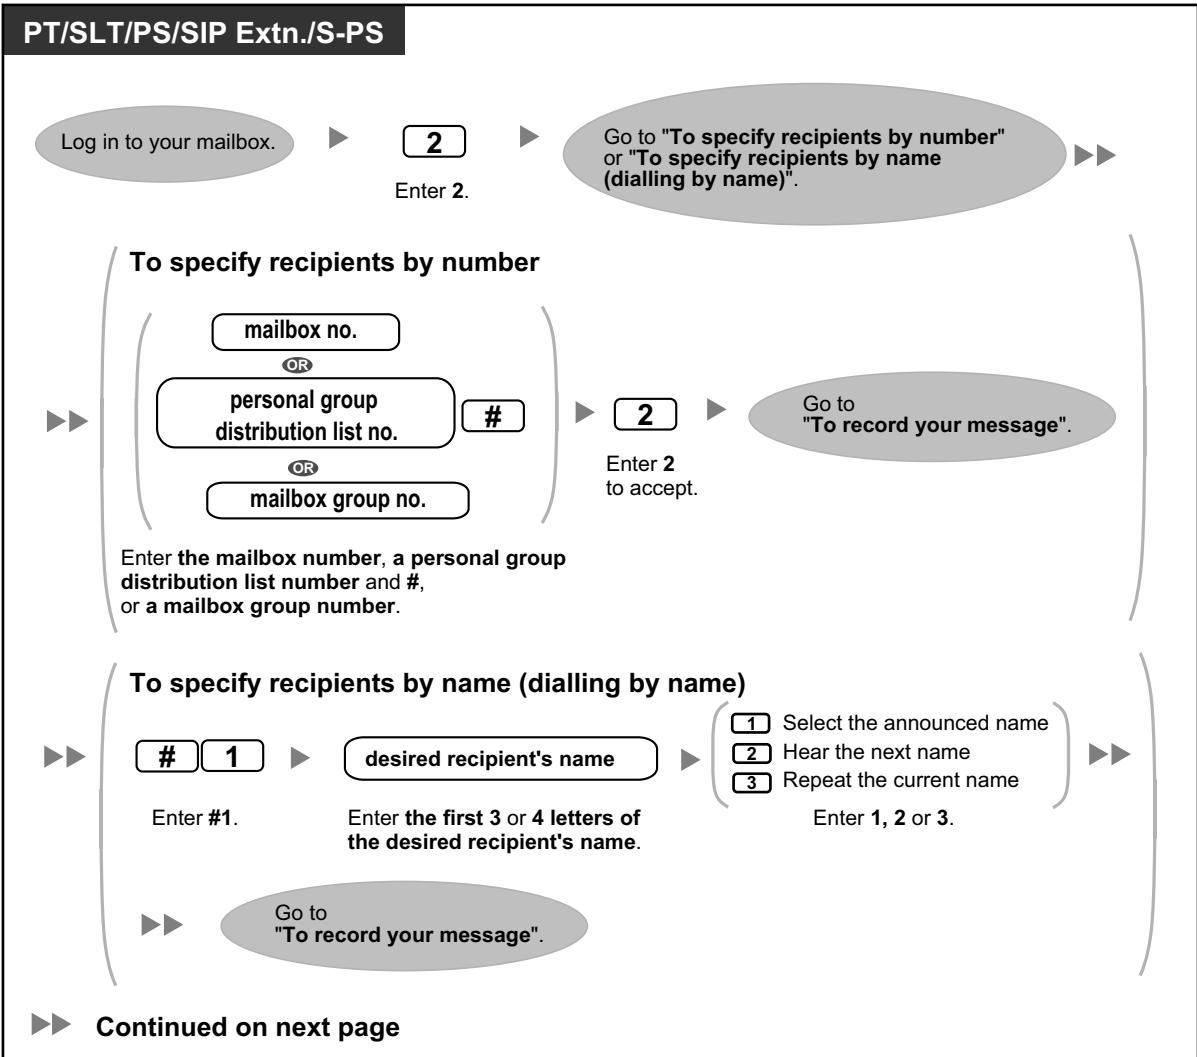 PT/SLT/PS/SIP Extn./S-PS
Log in to your mailbox.
2
Enter 2.
Go to "To specify recipients by number"
or "To specify recipients by name
(dialling by name)".
To specify recipients by number
mailbox no.
OR
personal group
distribution list no.
#
OR
mailbox group no.
Enter the mailbox number, a personal group
distribution list number and #,
or a mailbox group number.
2
Enter 2
to accept.
Go to
"To record your message".
To specify recipients by name (dialling by name)
# 1
Enter #1.
desired recipient's name
Enter the first 3 or 4 letters of
the desired recipient's name.
1 Select the announced name
2 Hear the next name
3 Repeat the current name
Enter 1, 2 or 3.
Go to
"To record your message".
Continued on next page